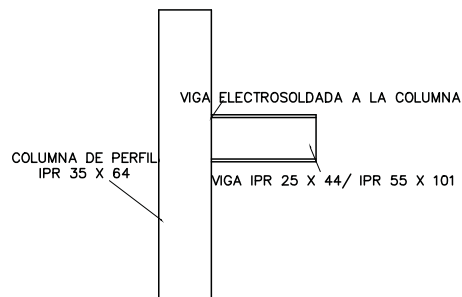 VIGA ELECTROSOLDADA A LA COLUMNA
COLUMNA DE PERFIL
IPR 35 X 64
VIGA IPR 25 X 44/ IPR 55 X 101